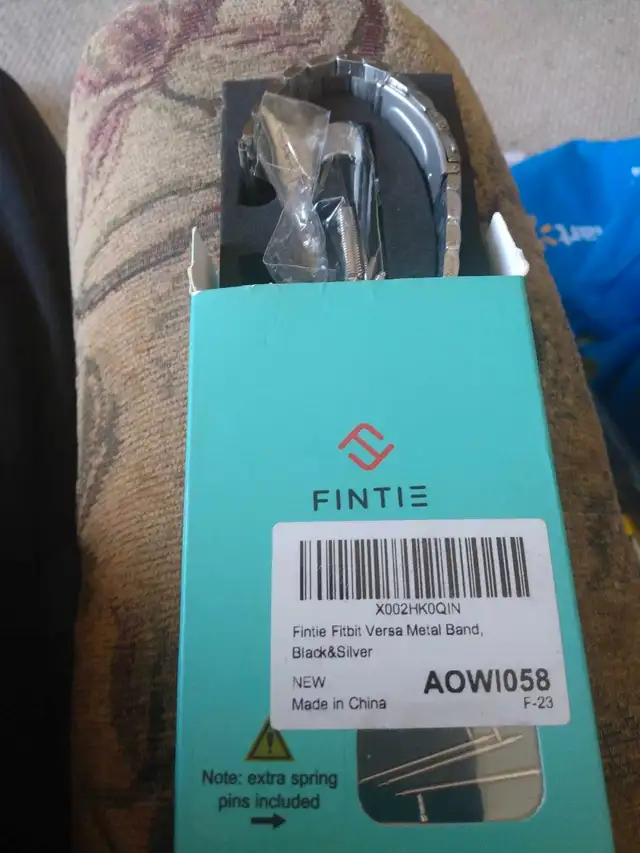 FINTIE
X002HK0QIN
Fintie Fitbit Versa Metal Band,
Black&Silver
NEW
AOWI058
Made in China
F-23
Note: extra spring
pins included